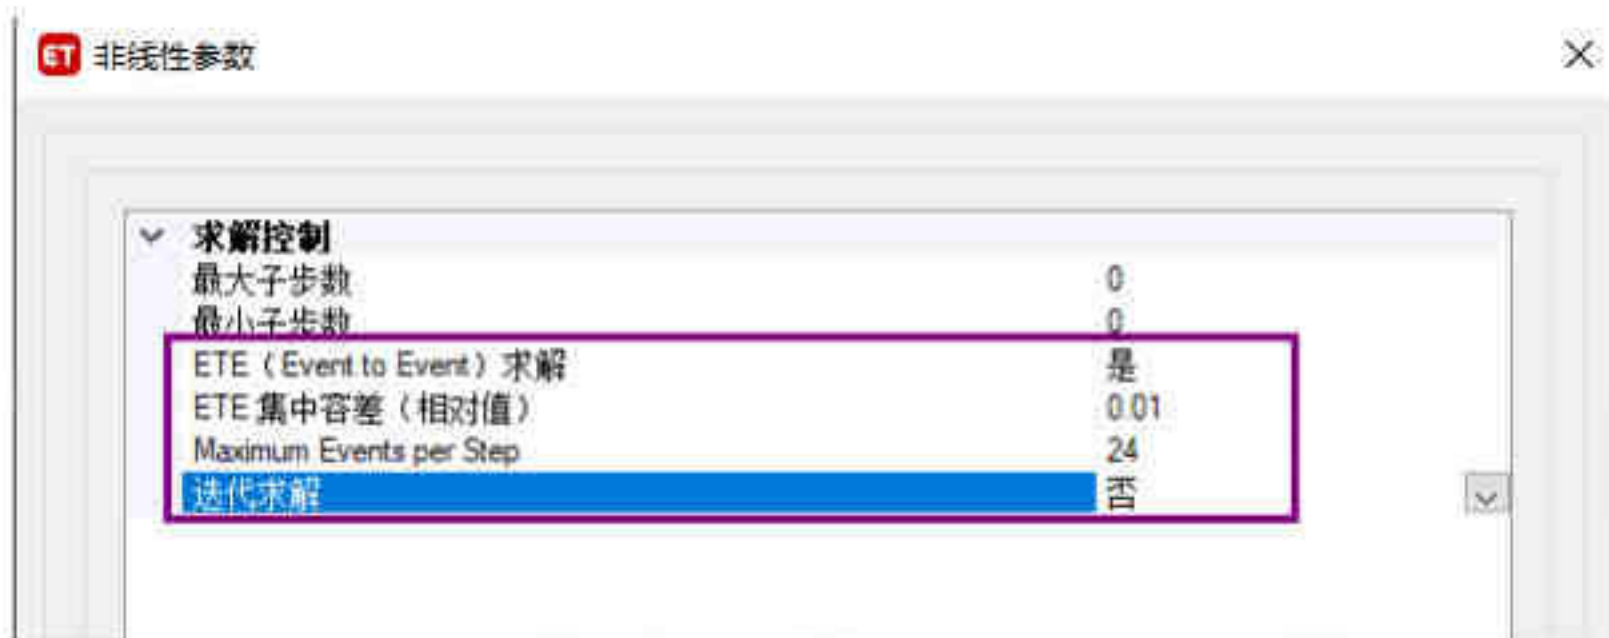 ET 非线性参数
求解控制
最大子步数 0
最小子步数 0
ETE（Event to Event）求解 是
ETE 集中容差（相对值） 0.01
Maximum Events per Step 24
迭代求解 否